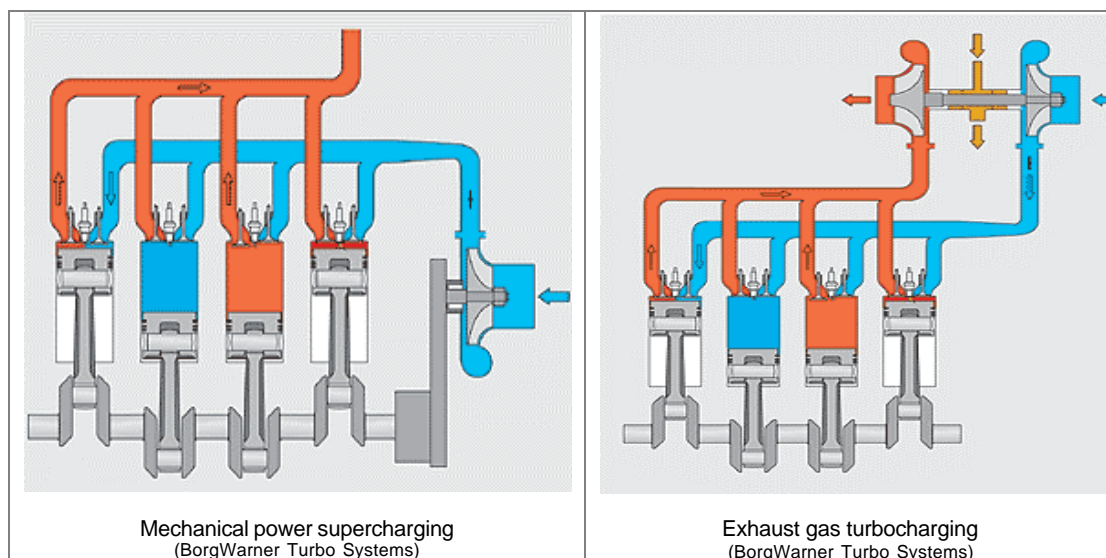 Mechanical power supercharging
(BorgWarner Turbo Systems)
Exhaust gas turbocharging
(BorgWarner Turbo Systems)